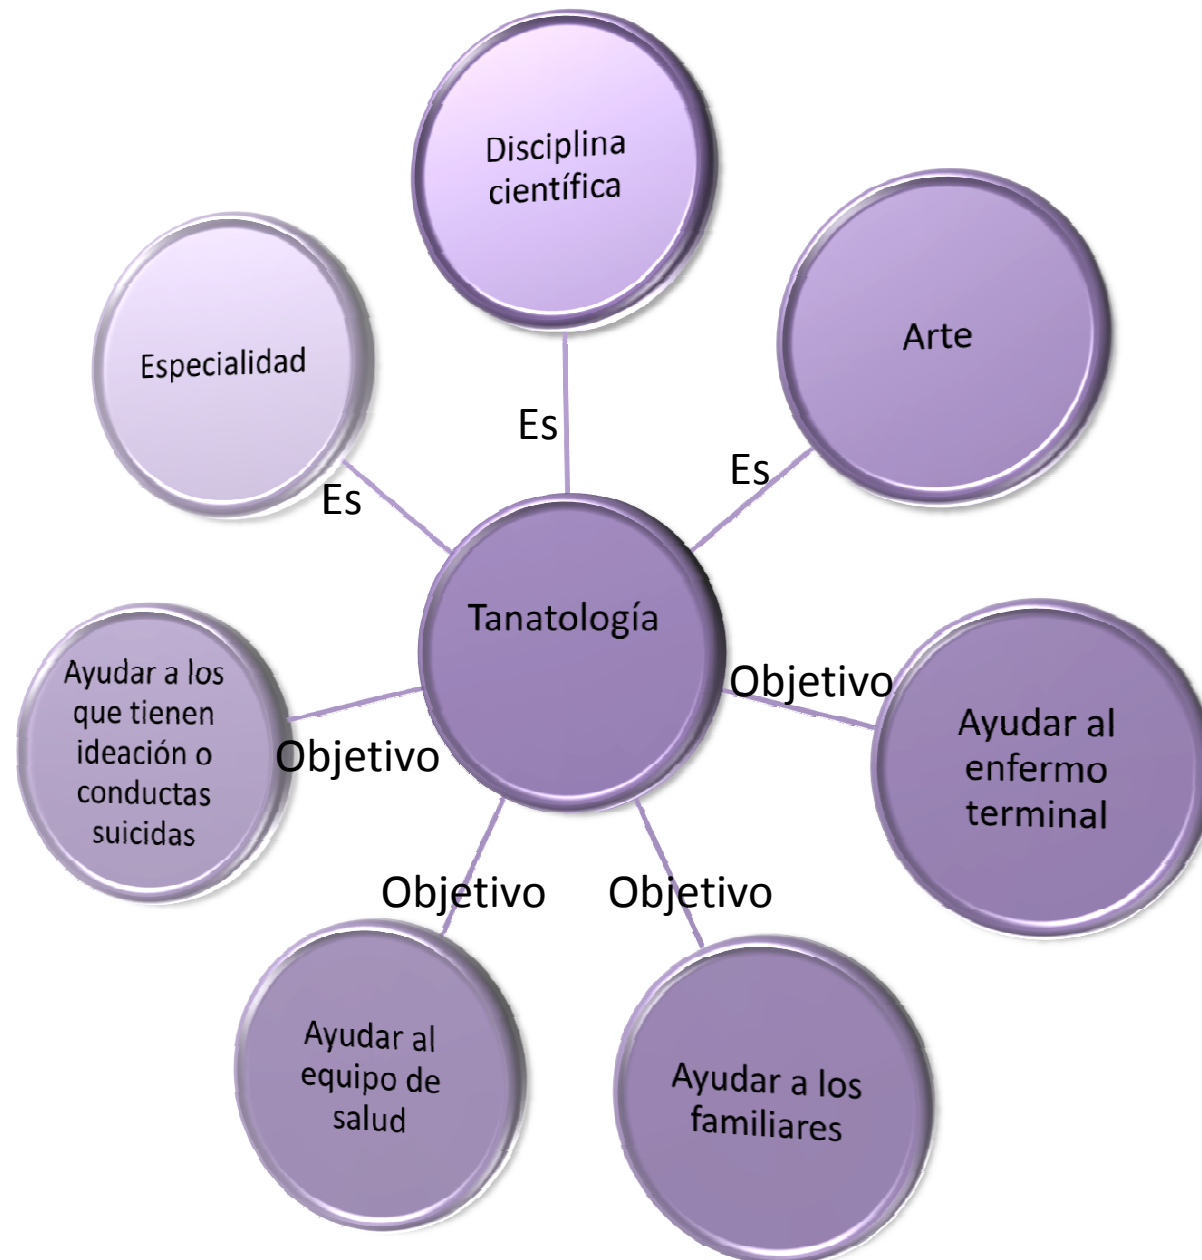 Disciplina
científica
Arte
Especialidad
Es
Es
Es
Tanatología
Ayudar a los
que tienen
ideación o
conductas
suicidas
Objetivo
Objetivo
Ayudar al
enfermo
terminal
Objetivo
Objetivo
Ayudar al
equipo de
salud
Ayudar a los
familiares